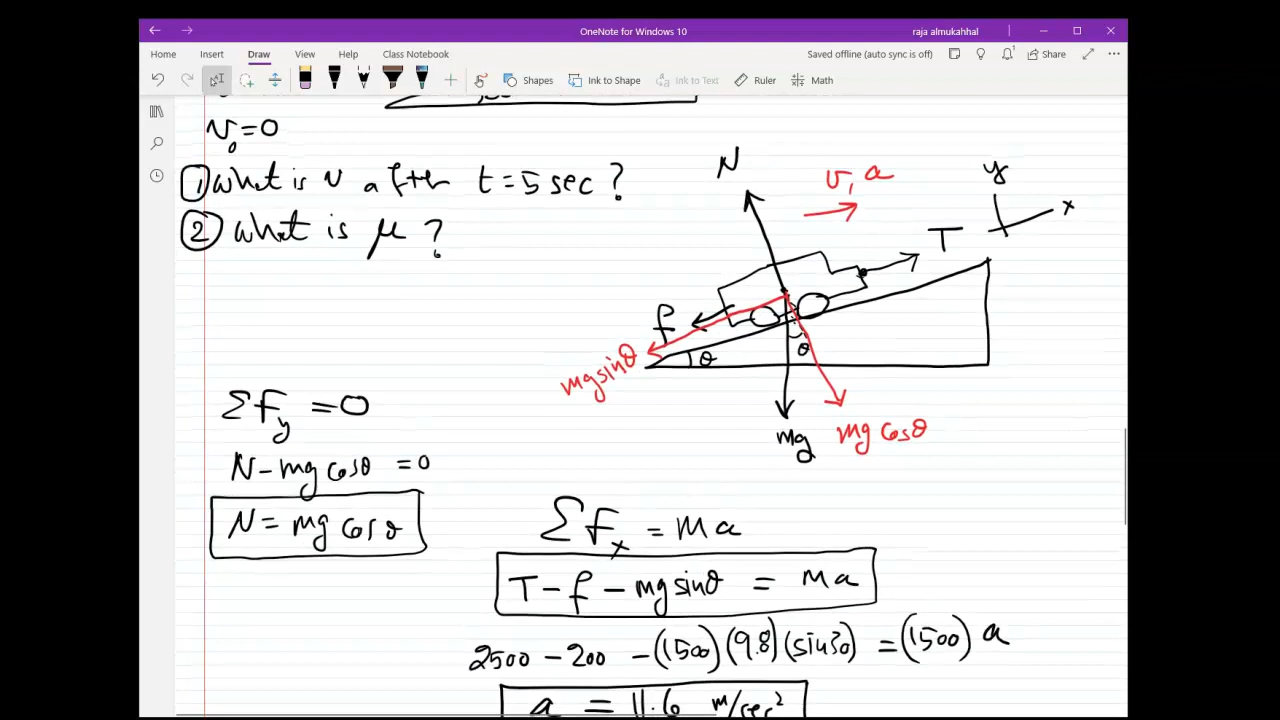 OneNote for Windows 10
raja almukahhal
Home Insert Draw View Help Class Notebook
Saved offline (auto sync is off)
Share
Shapes Ink to Shape Ink to Text Ruler Math
v₀=0
① What is v after t=5 sec?
② What is μ?
N
v, a
y
x
T
f
θ
θ
mg sinθ
mg
mg cosθ
ΣFy =0
N-mg cosθ =0
N= mg cosθ
ΣFx = Ma
T - f - mg sinθ = Ma
2500 - 200 -(1500)(9.8)(sin30) =(1500) a
a = 11.6 m/sec²